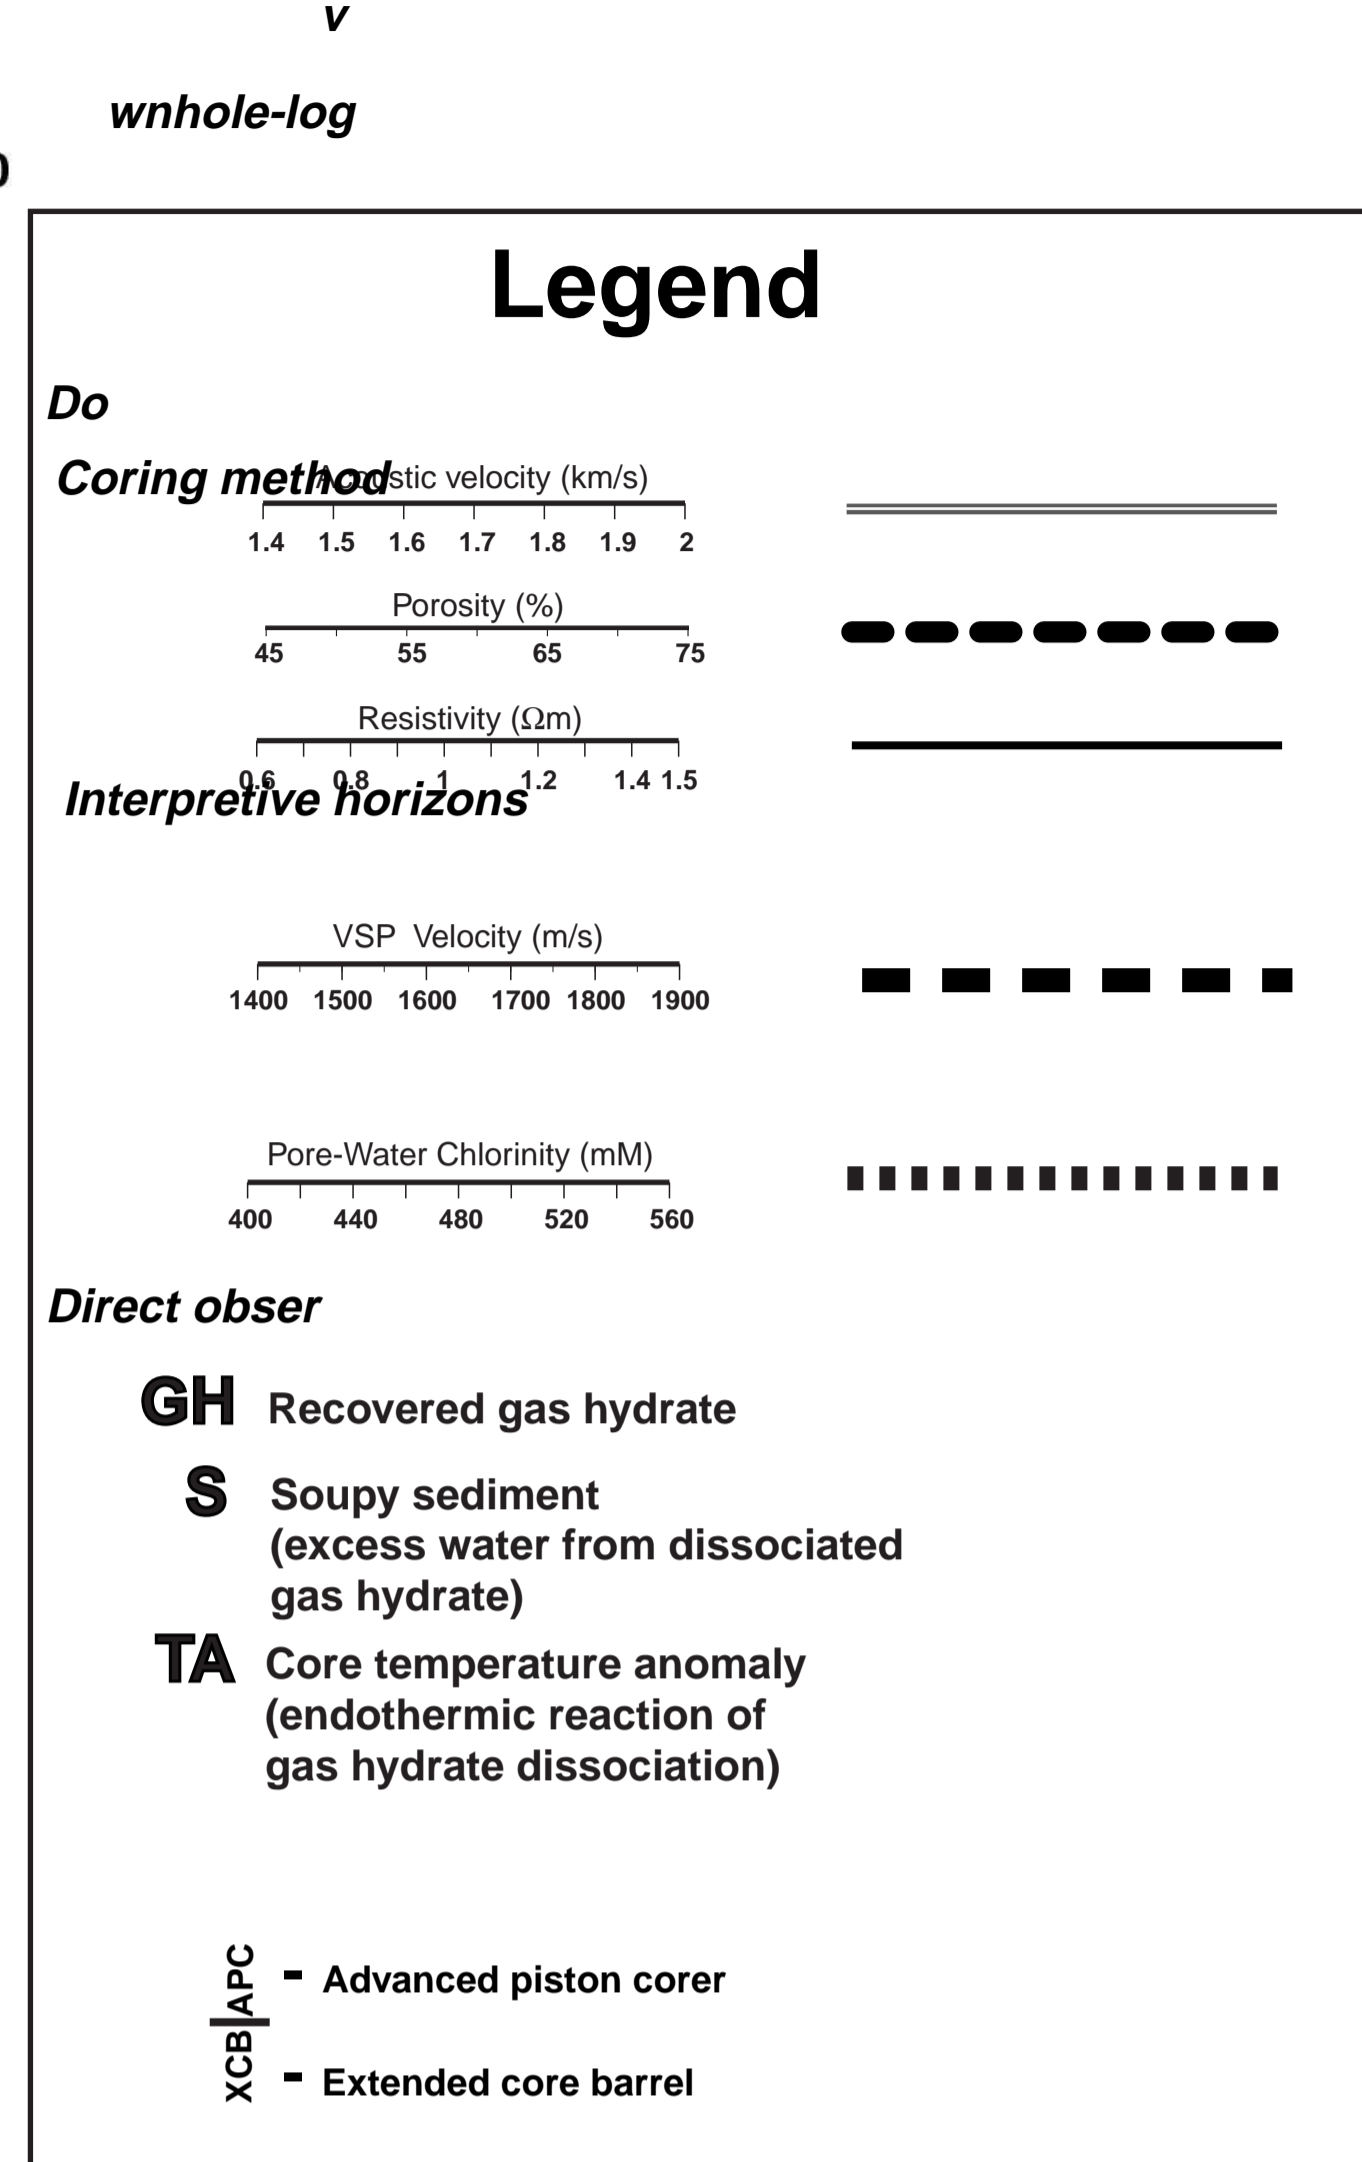 v
wnhole-log
Legend
Do
Coring method
Acoustic velocity (km/s)
1.4 1.5 1.6 1.7 1.8 1.9 2
Porosity (%)
45 55 65 75
Resistivity (Ωm)
0.6 0.8 1 1.2 1.4 1.5
Interpretive horizons
VSP Velocity (m/s)
1400 1500 1600 1700 1800 1900
Pore-Water Chlorinity (mM)
400 440 480 520 560
Direct obser
GH Recovered gas hydrate
S Soupy sediment
(excess water from dissociated
gas hydrate)
TA Core temperature anomaly
(endothermic reaction of
gas hydrate dissociation)
APC - Advanced piston corer
XCB - Extended core barrel